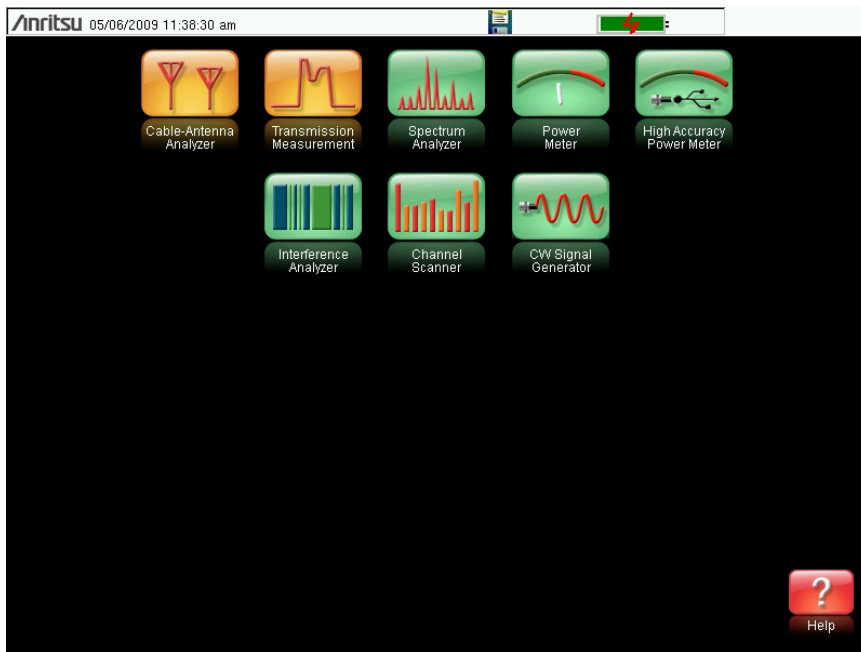 Anritsu 05/06/2009 11:38:30 am
Cable-Antenna
Analyzer
Transmission
Measurement
Spectrum
Analyzer
Power
Meter
High Accuracy
Power Meter
Interference
Analyzer
Channel
Scanner
CW Signal
Generator
?
Help